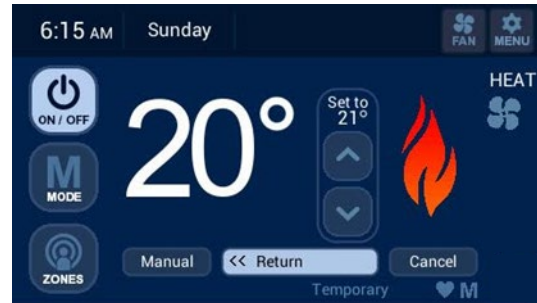 6:15 AM Sunday
FAN
MENU
HEAT
ON / OFF
20°
Set to
21°
M
MODE
ZONES
Manual
<< Return
Cancel
Temporary
M